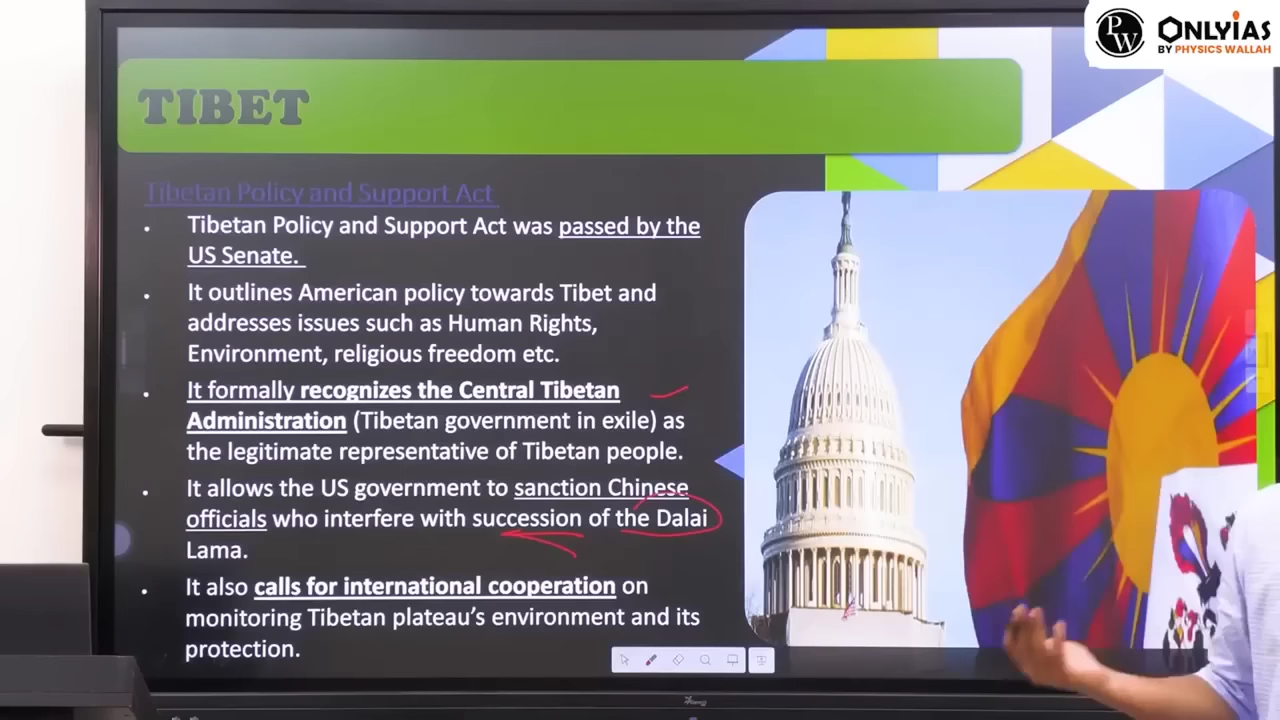 PW
ONLYIAS
BY PHYSICS WALLAH
TIBET
Tibetan Policy and Support Act
• Tibetan Policy and Support Act was passed by the
US Senate.
• It outlines American policy towards Tibet and
addresses issues such as Human Rights,
Environment, religious freedom etc.
• It formally recognizes the Central Tibetan
Administration (Tibetan government in exile) as
the legitimate representative of Tibetan people.
• It allows the US government to sanction Chinese
officials who interfere with succession of the Dalai
Lama.
• It also calls for international cooperation on
monitoring Tibetan plateau's environment and its
protection.